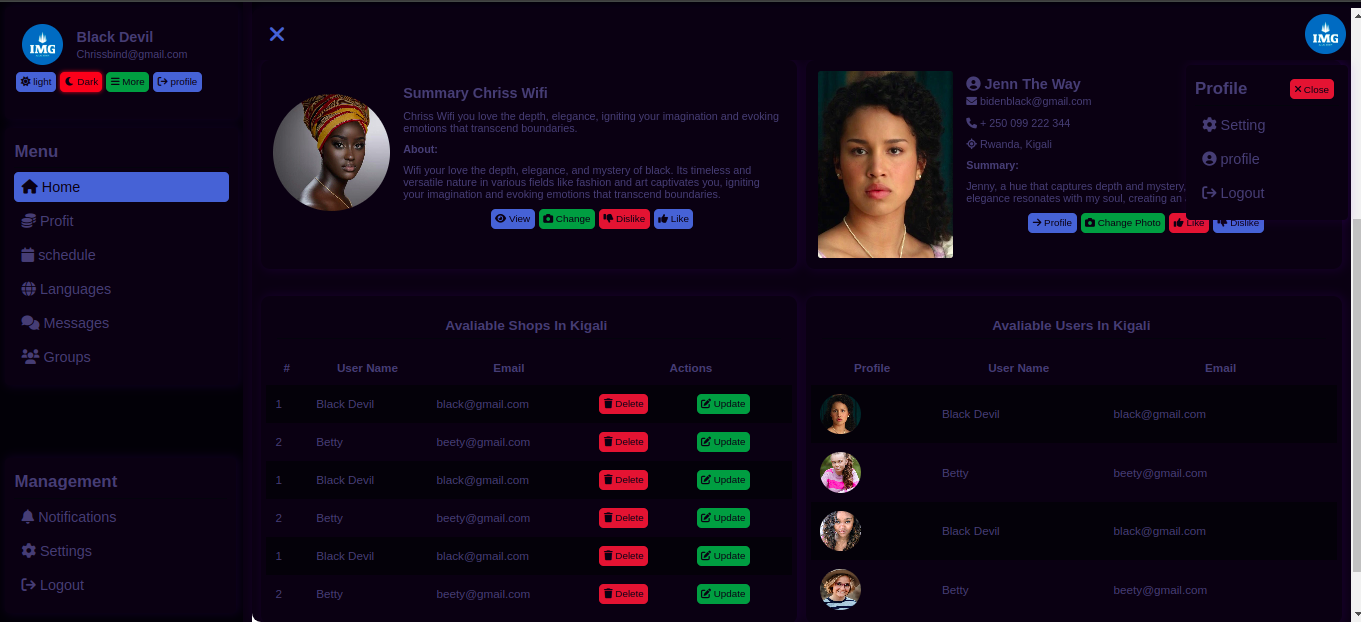 IMG
Black Devil
Chrissbind@gmail.com
light
Dark
More
profile
Menu
Home
Profit
schedule
Languages
Messages
Groups
Management
Notifications
Settings
Logout
IMG
Summary Chriss Wifi
Chriss Wifi you love the depth, elegance, igniting your imagination and evoking
emotions that transcend boundaries.
About:
Wifi your love the depth, elegance, and mystery of black. Its timeless and
versatile nature in various fields like fashion and art captivates you, igniting
your imagination and evoking emotions that transcend boundaries.
View
Change
Dislike
Like
Jenn The Way
bidenblack@gmail.com
+ 250 099 222 344
Rwanda, Kigali
Summary:
Jenny, a hue that captures depth and mystery,
elegance resonates with my soul, creating an
Profile
Change Photo
Like
Dislike
Profile
Close
Setting
profile
Logout
Avaliable Shops In Kigali
# User Name Email Actions
1 Black Devil black@gmail.com Delete Update
2 Betty beety@gmail.com Delete Update
1 Black Devil black@gmail.com Delete Update
2 Betty beety@gmail.com Delete Update
1 Black Devil black@gmail.com Delete Update
2 Betty beety@gmail.com Delete Update
Avaliable Users In Kigali
Profile User Name Email
Black Devil black@gmail.com
Betty beety@gmail.com
Black Devil black@gmail.com
Betty beety@gmail.com